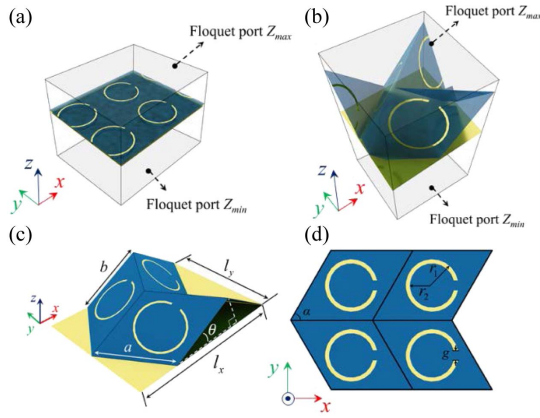 (a)
Floquet port Zmax
z
x
y
Floquet port Zmin
(b)
Floquet port Zmax
z
x
y
Floquet port Zmin
(c)
b
ly
z
x
y
a
θ
lx
(d)
r1
r2
α
g
y
x